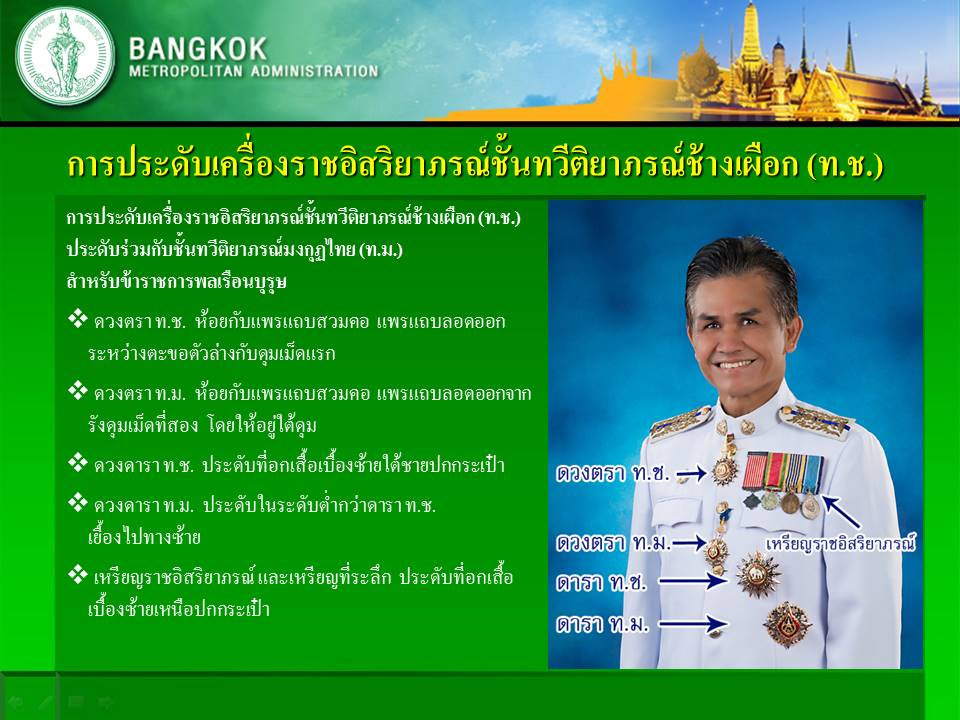 BANGKOK
METROPOLITAN ADMINISTRATION
การประดับเครื่องราชอิสริยาภรณ์ชั้นทวีติยาภรณ์ช้างเผือก (ท.ช.)
การประดับเครื่องราชอิสริยาภรณ์ชั้นทวีติยาภรณ์ช้างเผือก (ท.ช.)
ประดับร่วมกับชั้นทวีติยาภรณ์มงกุฎไทย (ท.ม.)
สำหรับข้าราชการพลเรือนบุรุษ
❖ ดวงตรา ท.ช. ห้อยกับแพรแถบสวมคอ แพรแถบลอดออก
ระหว่างตะขอตัวล่างกับดุมเม็ดแรก
❖ ดวงตรา ท.ม. ห้อยกับแพรแถบสวมคอ แพรแถบลอดออกจาก
รังดุมเม็ดที่สอง โดยให้อยู่ใต้ดุม
❖ ดวงดารา ท.ช. ประดับที่อกเสื้อเบื้องซ้ายใต้ชายปกกระเป๋า
❖ ดวงดารา ท.ม. ประดับในระดับต่ำกว่าดารา ท.ช.
เยื้องไปทางซ้าย
❖ เหรียญราชอิสริยาภรณ์ และเหรียญที่ระลึก ประดับที่อกเสื้อ
เบื้องซ้ายเหนือปกกระเป๋า
ดวงตรา ท.ช.
ดวงตรา ท.ม.
เหรียญราชอิสริยาภรณ์
ดารา ท.ช.
ดารา ท.ม.